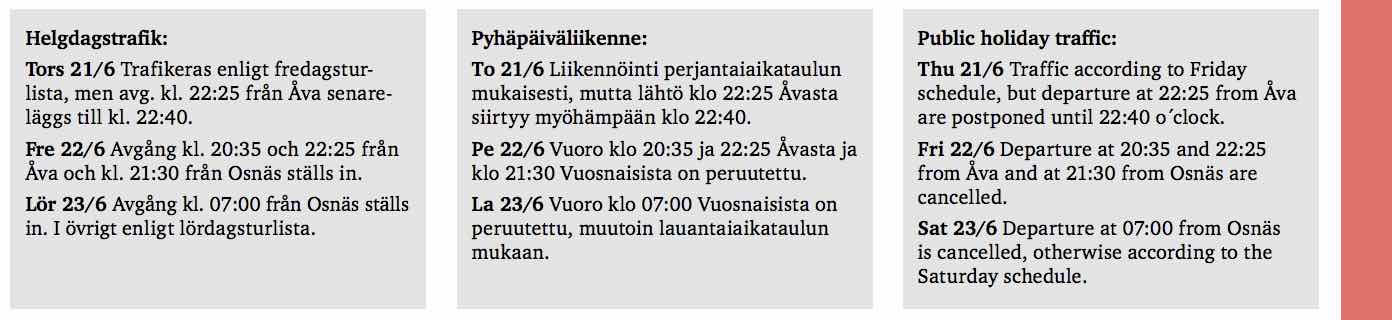 Helgdagstrafik:
Tors 21/6 Trafikeras enligt fredagstur-
lista, men avg. kl. 22:25 från Åva senare-
läggs till kl. 22:40.
Fre 22/6 Avgång kl. 20:35 och 22:25 från
Åva och kl. 21:30 från Osnäs ställs in.
Lör 23/6 Avgång kl. 07:00 från Osnäs ställs
in. I övrigt enligt lördagsturlista.
Pyhäpäiväliikenne:
To 21/6 Liikennöinti perjantaiaikataulun
mukaisesti, mutta lähtö klo 22:25 Åvasta
siirtyy myöhämpään klo 22:40.
Pe 22/6 Vuoro klo 20:35 ja 22:25 Åvasta ja
klo 21:30 Vuosnaisista on peruutettu.
La 23/6 Vuoro klo 07:00 Vuosnaisista on
peruutettu, muutoin lauantaiaikataulun
mukaan.
Public holiday traffic:
Thu 21/6 Traffic according to Friday
schedule, but departure at 22:25 from Åva
are postponed until 22:40 o´clock.
Fri 22/6 Departure at 20:35 and 22:25
from Åva and at 21:30 from Osnäs are
cancelled.
Sat 23/6 Departure at 07:00 from Osnäs
is cancelled, otherwise according to the
Saturday schedule.